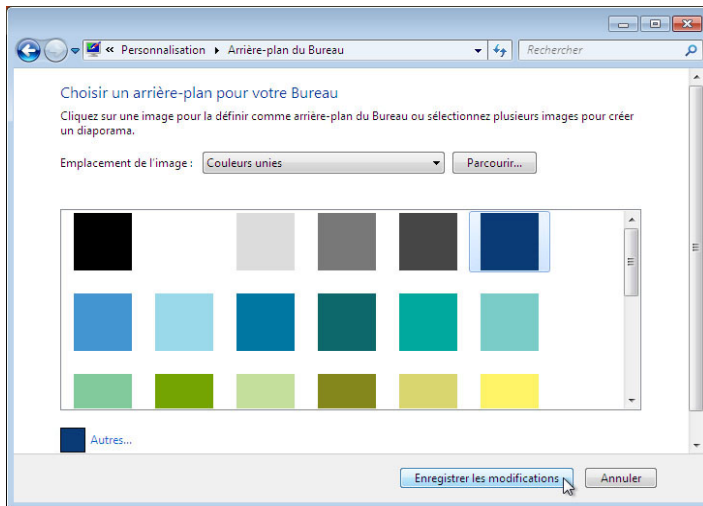 « Personnalisation Arrière-plan du Bureau Rechercher
Choisir un arrière-plan pour votre Bureau
Cliquez sur une image pour la définir comme arrière-plan du Bureau ou sélectionnez plusieurs images pour créer
un diaporama.
Emplacement de l'image : Couleurs unies Parcourir...
Autres...
Enregistrer les modifications Annuler